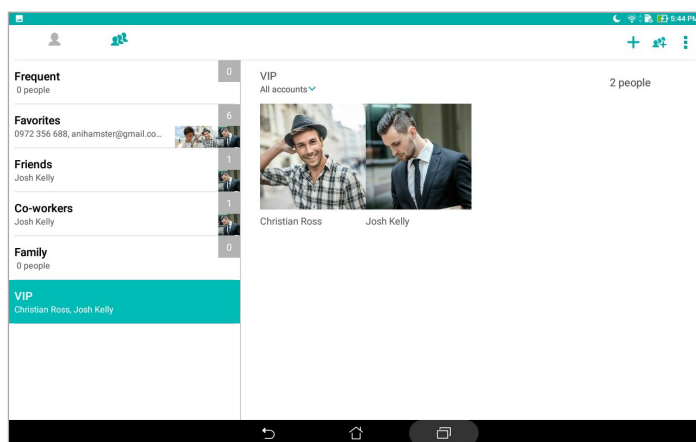 5:44 PM
Frequent
0
0 people
Favorites
6
0972 356 688, anihamster@gmail.co...
Friends
1
Josh Kelly
Co-workers
1
Josh Kelly
Family
0
0 people
VIP
Christian Ross, Josh Kelly
VIP
All accounts
2 people
Christian Ross
Josh Kelly